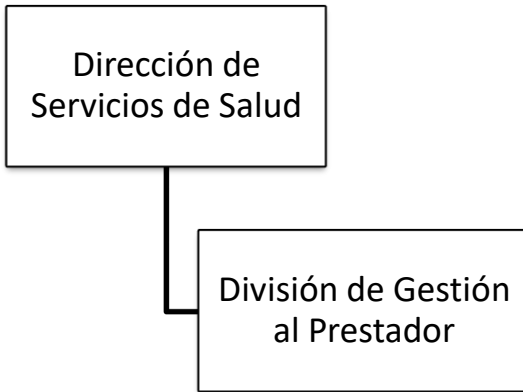 Dirección de
Servicios de Salud
División de Gestión
al Prestador